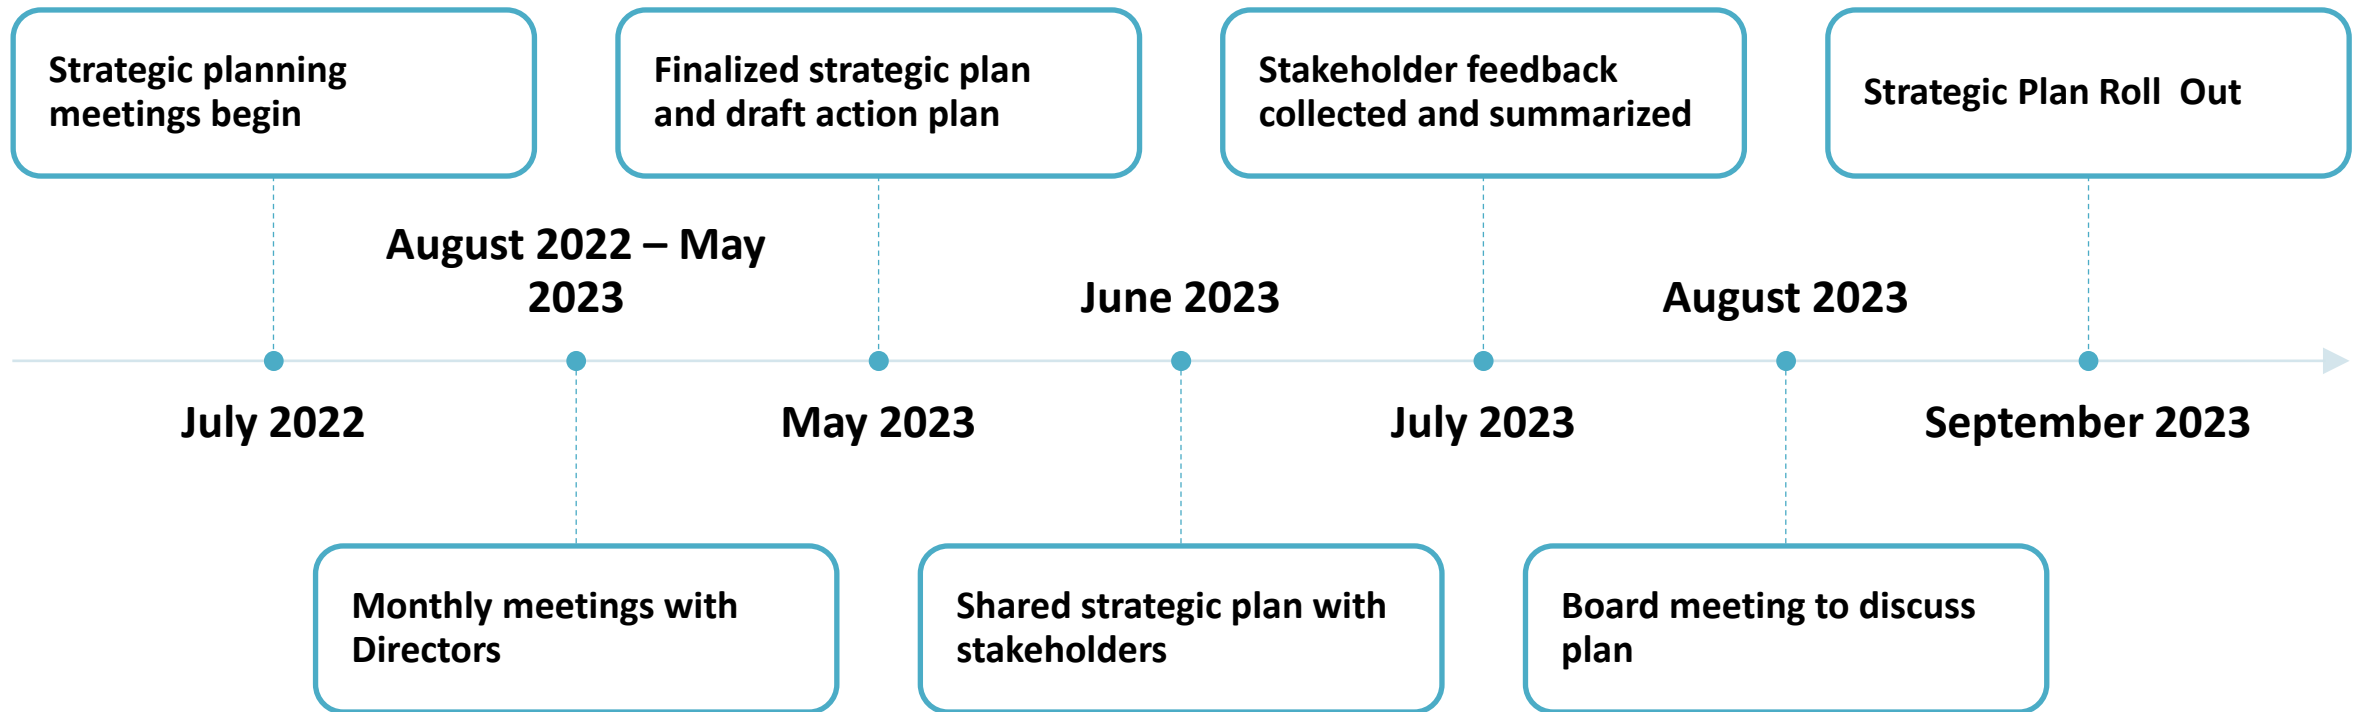 Strategic planning
meetings begin
Finalized strategic plan
and draft action plan
Stakeholder feedback
collected and summarized
Strategic Plan Roll  Out
August 2022 – May
2023
June 2023
August 2023
July 2022
May 2023
July 2023
September 2023
Monthly meetings with
Directors
Shared strategic plan with
stakeholders
Board meeting to discuss
plan